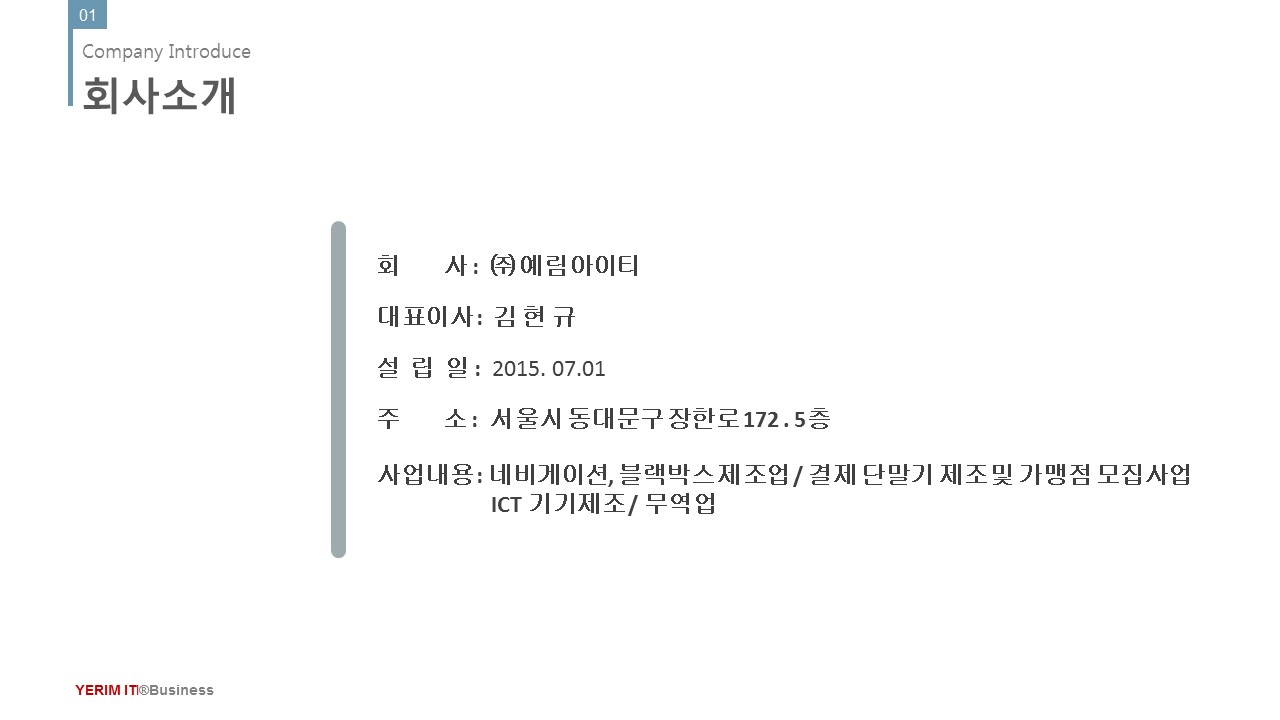 01
Company Introduce
회사소개
회 사 : ㈜예림아이티
대표이사 : 김 현 규
설 립 일 : 2015. 07.01
주 소 : 서울시 동대문구 장한로 172 . 5층
사업내용 : 네비게이션, 블랙박스 제조업 / 결제 단말기 제조 및 가맹점 모집사업
ICT 기기제조 / 무역업
YERIM IT®Business